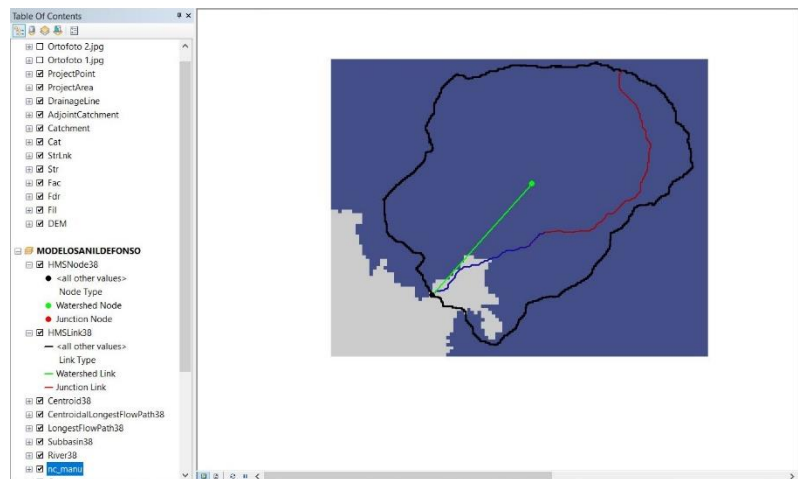 Table Of Contents
Ortofoto 2.jpg
Ortofoto 1.jpg
ProjectPoint
ProjectArea
DrainageLine
AdjointCatchment
Catchment
Cat
StrLnk
Str
Fac
Fdr
Fil
DEM
MODELOSANILDEFONSO
HMSNode38
<all other values>
Node Type
Watershed Node
Junction Node
HMSLink38
<all other values>
Link Type
Watershed Link
Junction Link
Centroid38
CentroidalLongestFlowPath38
LongestFlowPath38
Subbasin38
River38
nc_manu